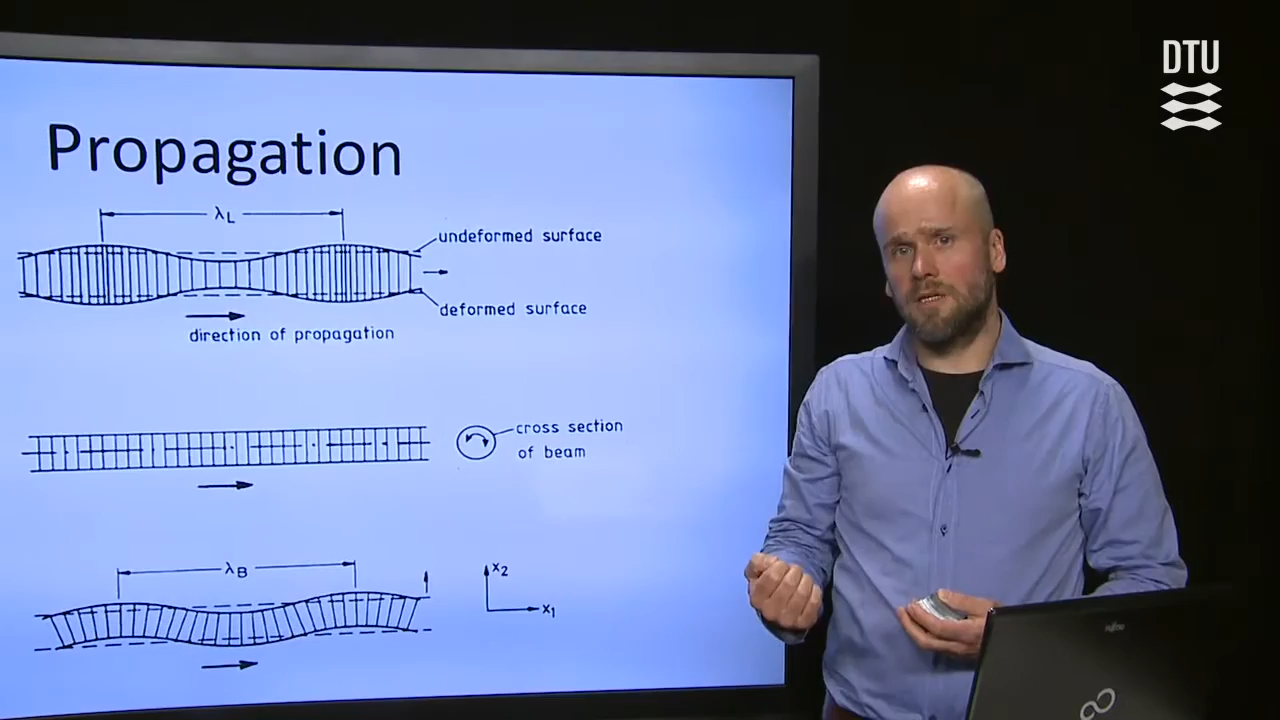 DTU
Propagation
λL
undeformed surface
deformed surface
direction of propagation
cross section
of beam
λB
x2
x1
FUJITSU